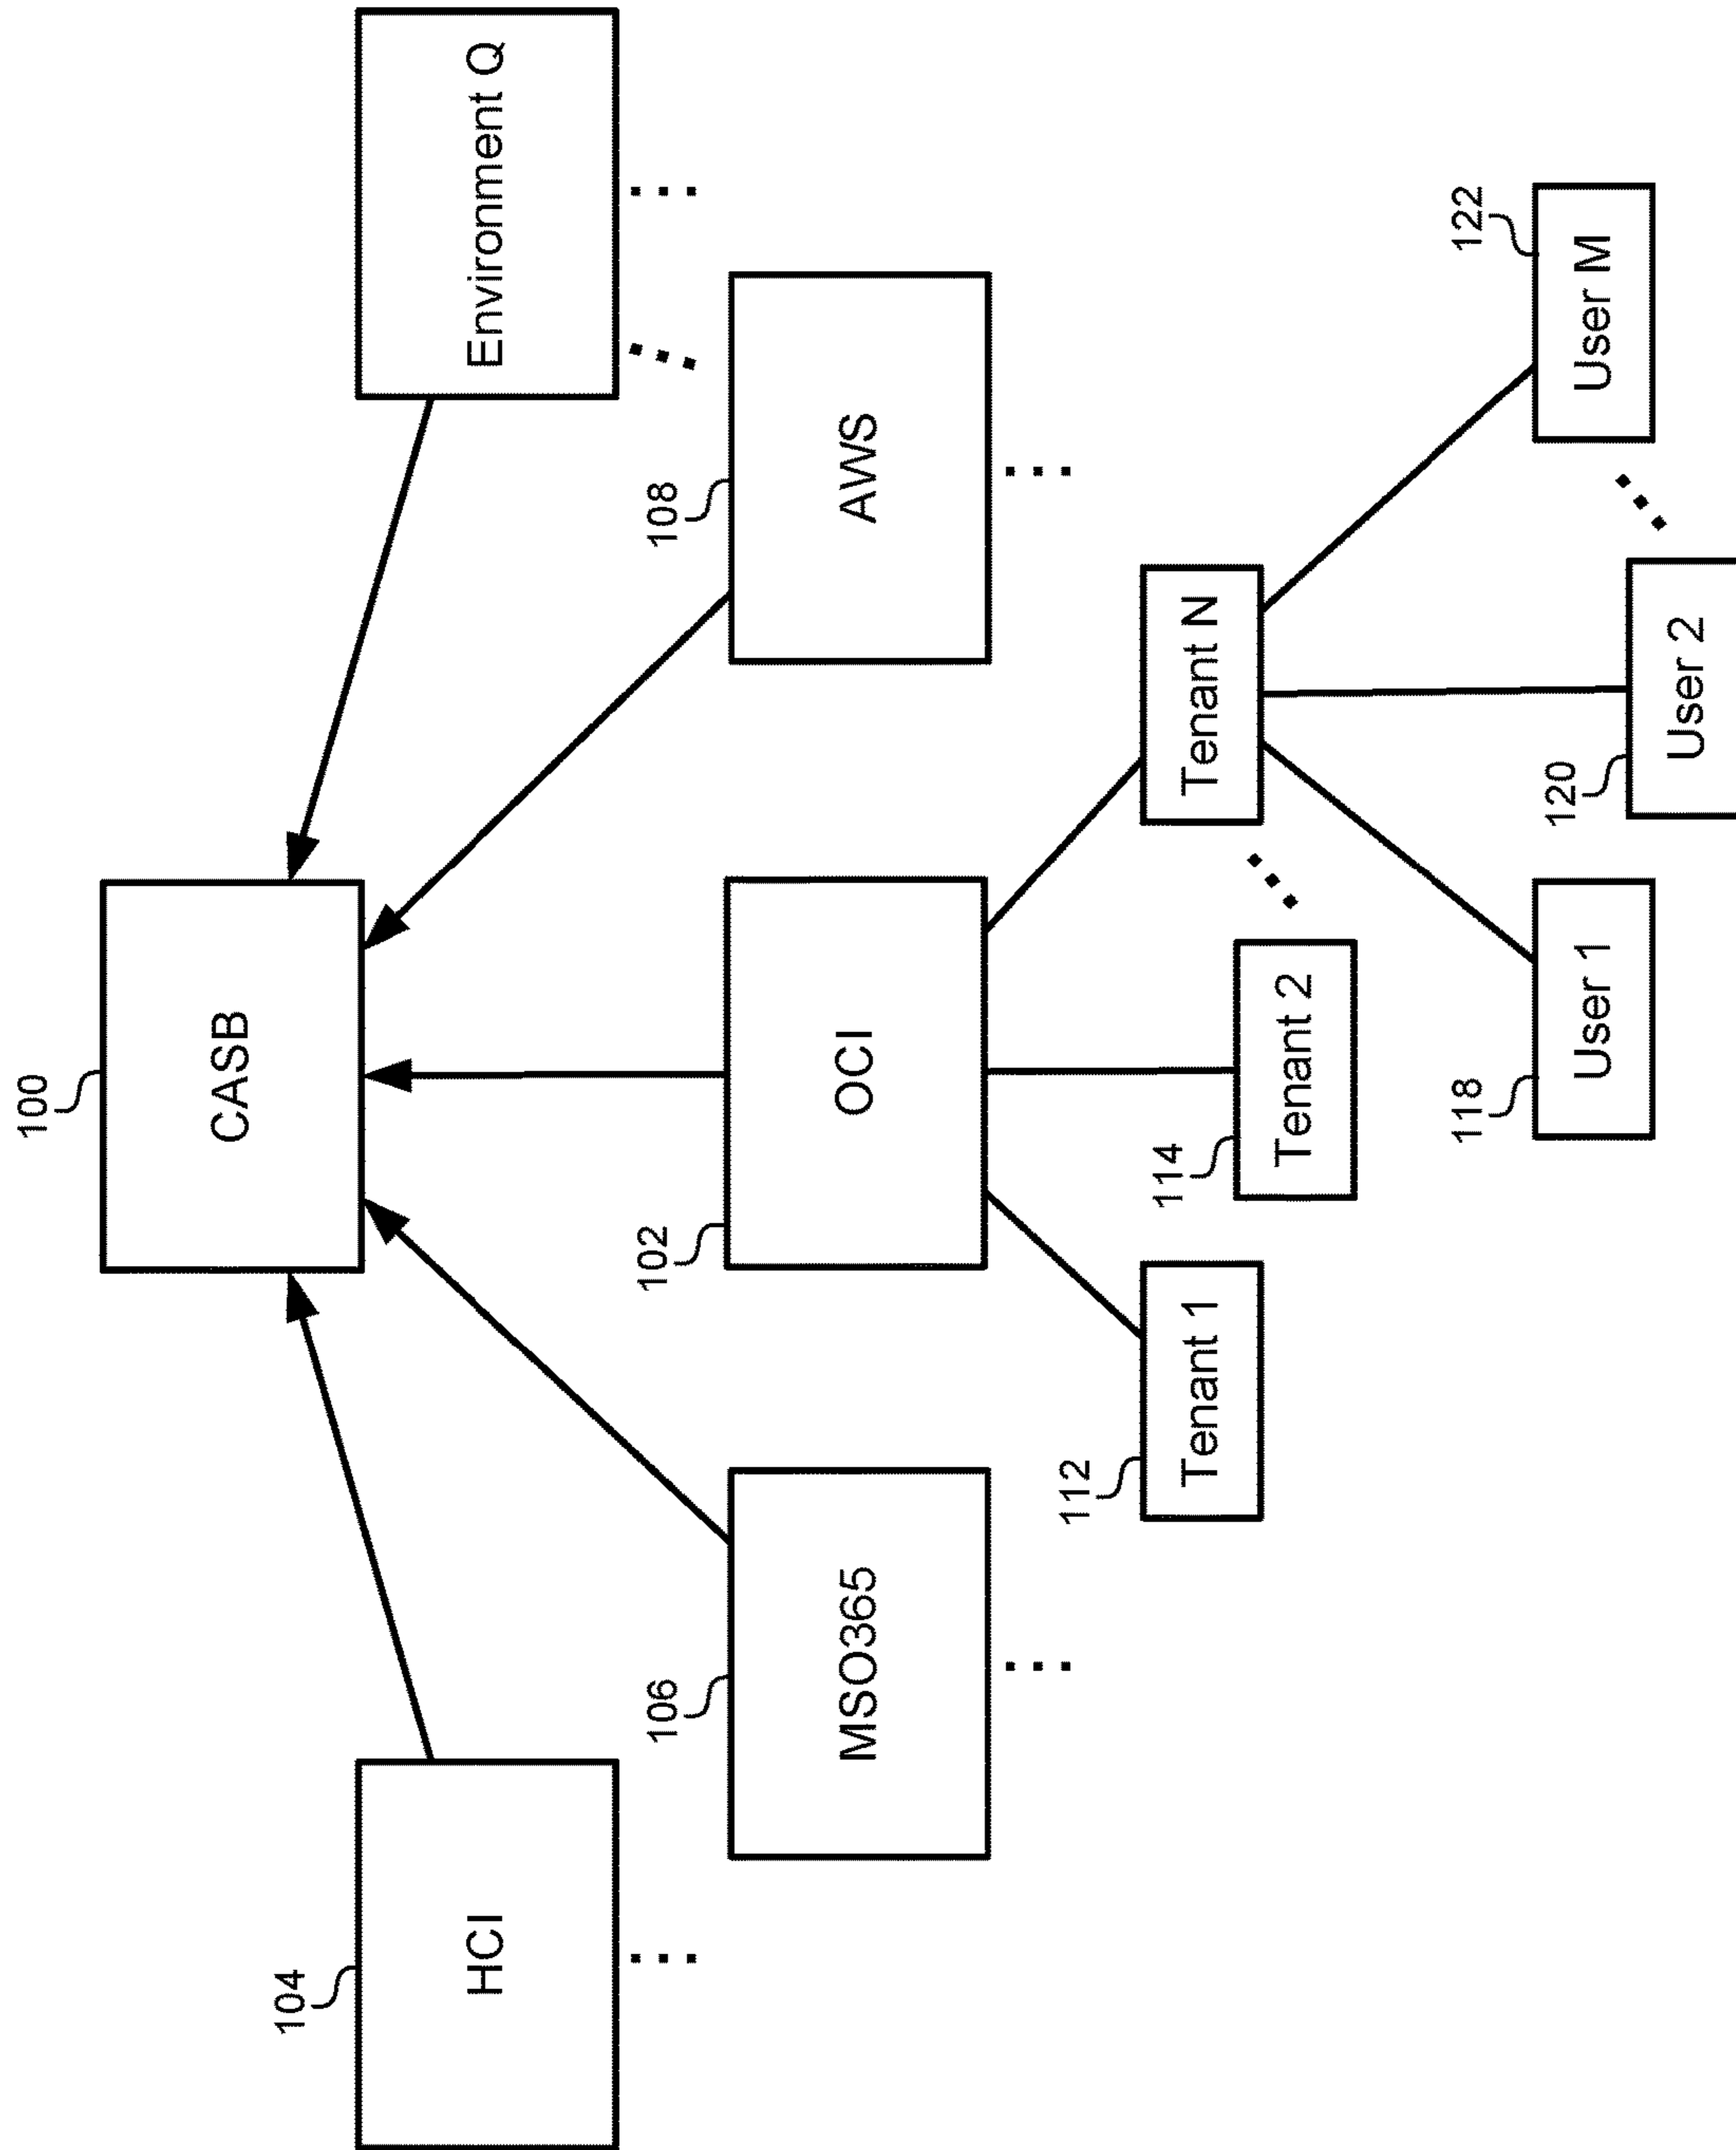 100
CASB
104
HCI
Environment Q
106
MSO365
102
OCI
108
AWS
112
Tenant 1
114
Tenant 2
Tenant N
118
User 1
120
User 2
122
User M